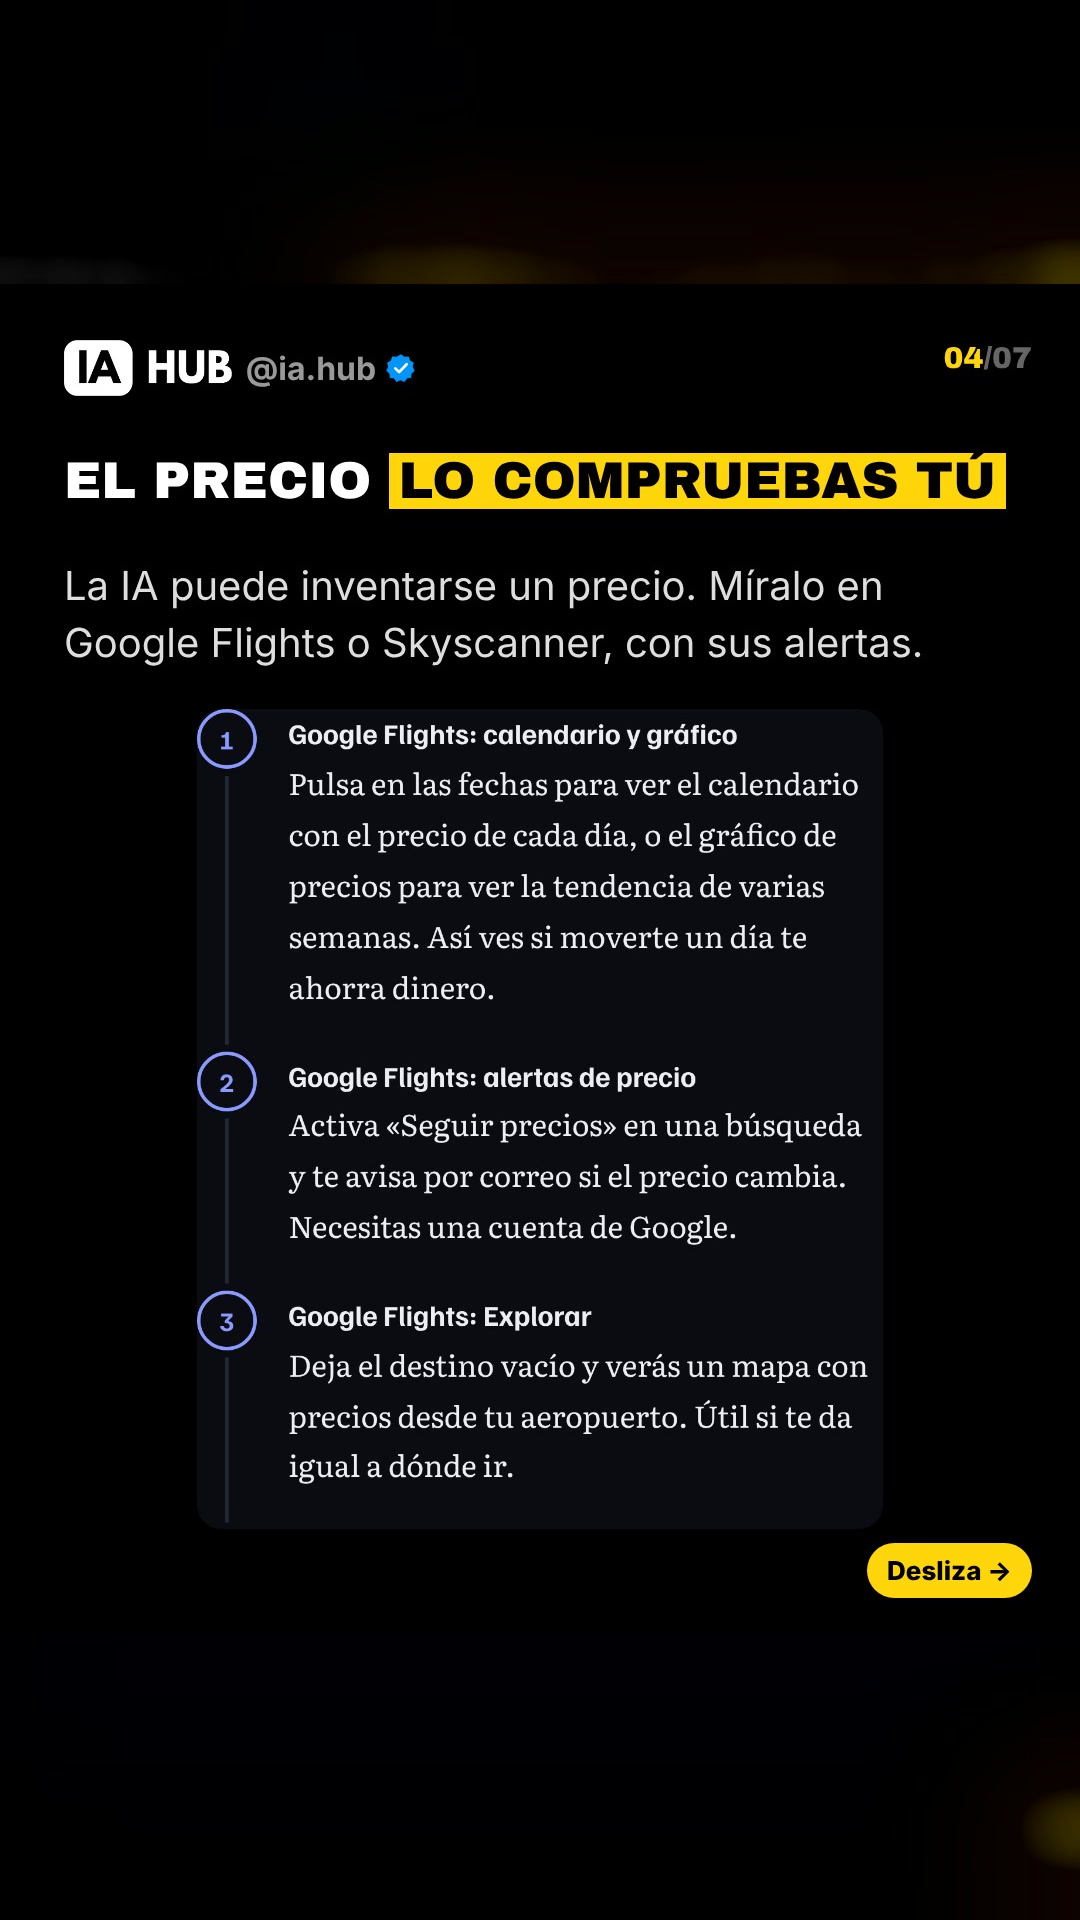 IA HUB @ia.hub
04/07
EL PRECIO LO COMPRUEBAS TÚ
La IA puede inventarse un precio. Míralo en
Google Flights o Skyscanner, con sus alertas.
1
Google Flights: calendario y gráfico
Pulsa en las fechas para ver el calendario
con el precio de cada día, o el gráfico de
precios para ver la tendencia de varias
semanas. Así ves si moverte un día te
ahorra dinero.
2
Google Flights: alertas de precio
Activa «Seguir precios» en una búsqueda
y te avisa por correo si el precio cambia.
Necesitas una cuenta de Google.
3
Google Flights: Explorar
Deja el destino vacío y verás un mapa con
precios desde tu aeropuerto. Útil si te da
igual a dónde ir.
Desliza →